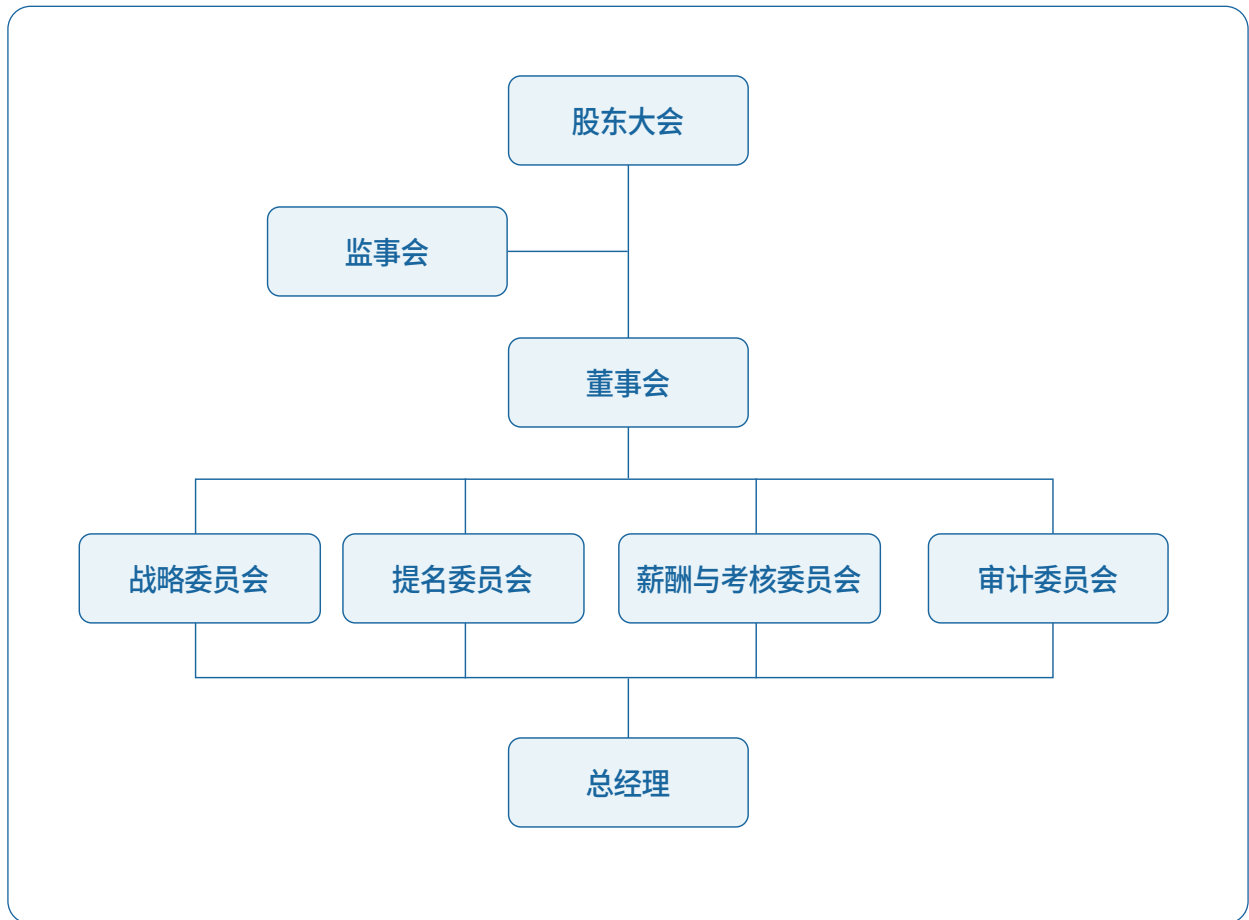 股东大会
监事会
董事会
战略委员会
提名委员会
薪酬与考核委员会
审计委员会
总经理